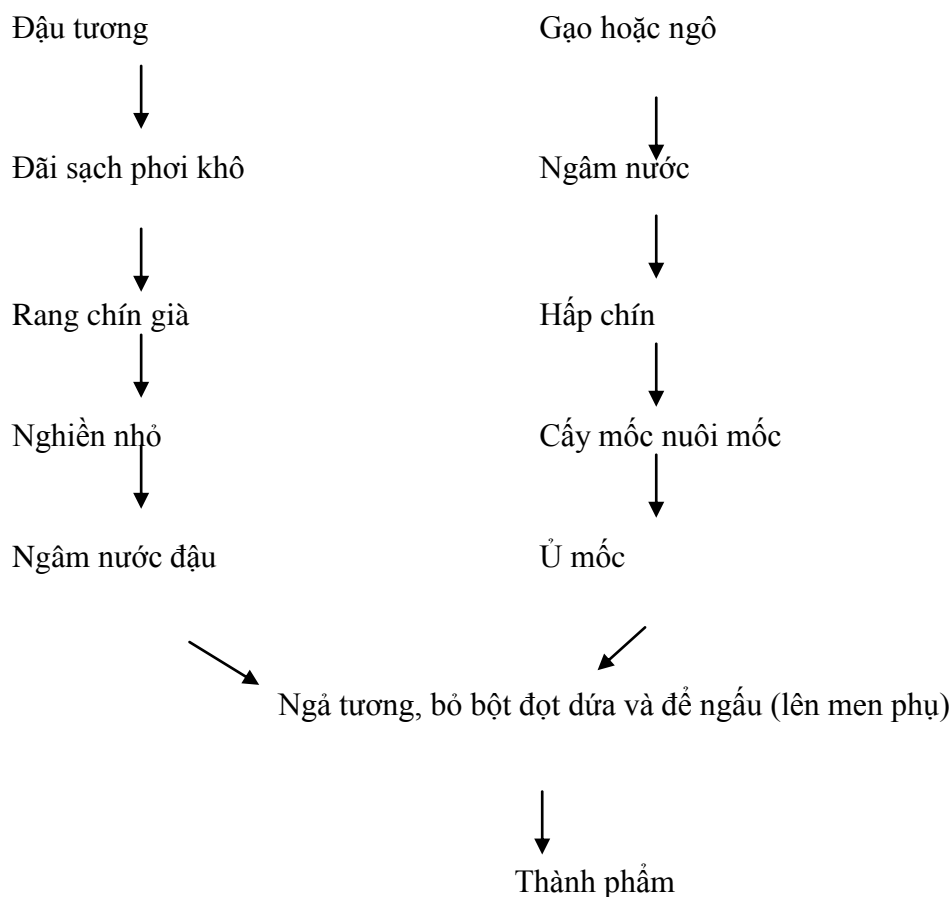 Đậu tương
Gạo hoặc ngô
Đãi sạch phơi khô
Ngâm nước
Rang chín già
Hấp chín
Nghiền nhỏ
Cấy mốc nuôi mốc
Ngâm nước đậu
Ủ mốc
Ngả tương, bỏ bột đọt dứa và để ngấu (lên men phụ)
Thành phẩm